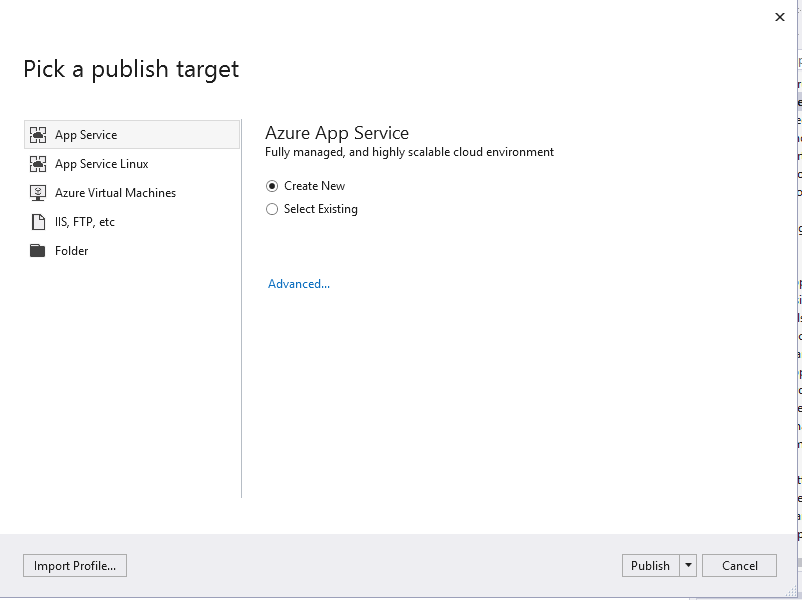 Pick a publish target
App Service
App Service Linux
Azure Virtual Machines
IIS, FTP, etc
Folder
Azure App Service
Fully managed, and highly scalable cloud environment
Create New
Select Existing
Advanced...
Import Profile...
Publish
Cancel